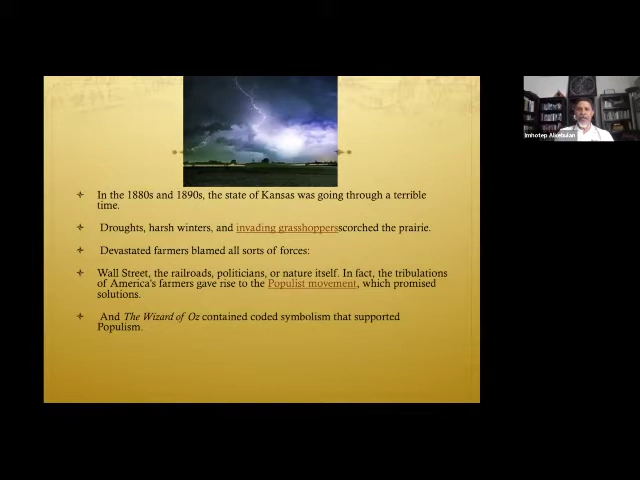 In the 1880s and 1890s, the state of Kansas was going through a terrible
time.
Droughts, harsh winters, and invading grasshoppersscorched the prairie.
Devastated farmers blamed all sorts of forces:
Wall Street, the railroads, politicians, or nature itself. In fact, the tribulations
of America's farmers gave rise to the Populist movement, which promised
solutions.
And The Wizard of Oz contained coded symbolism that supported
Populism.
Imhotep Alkebulan